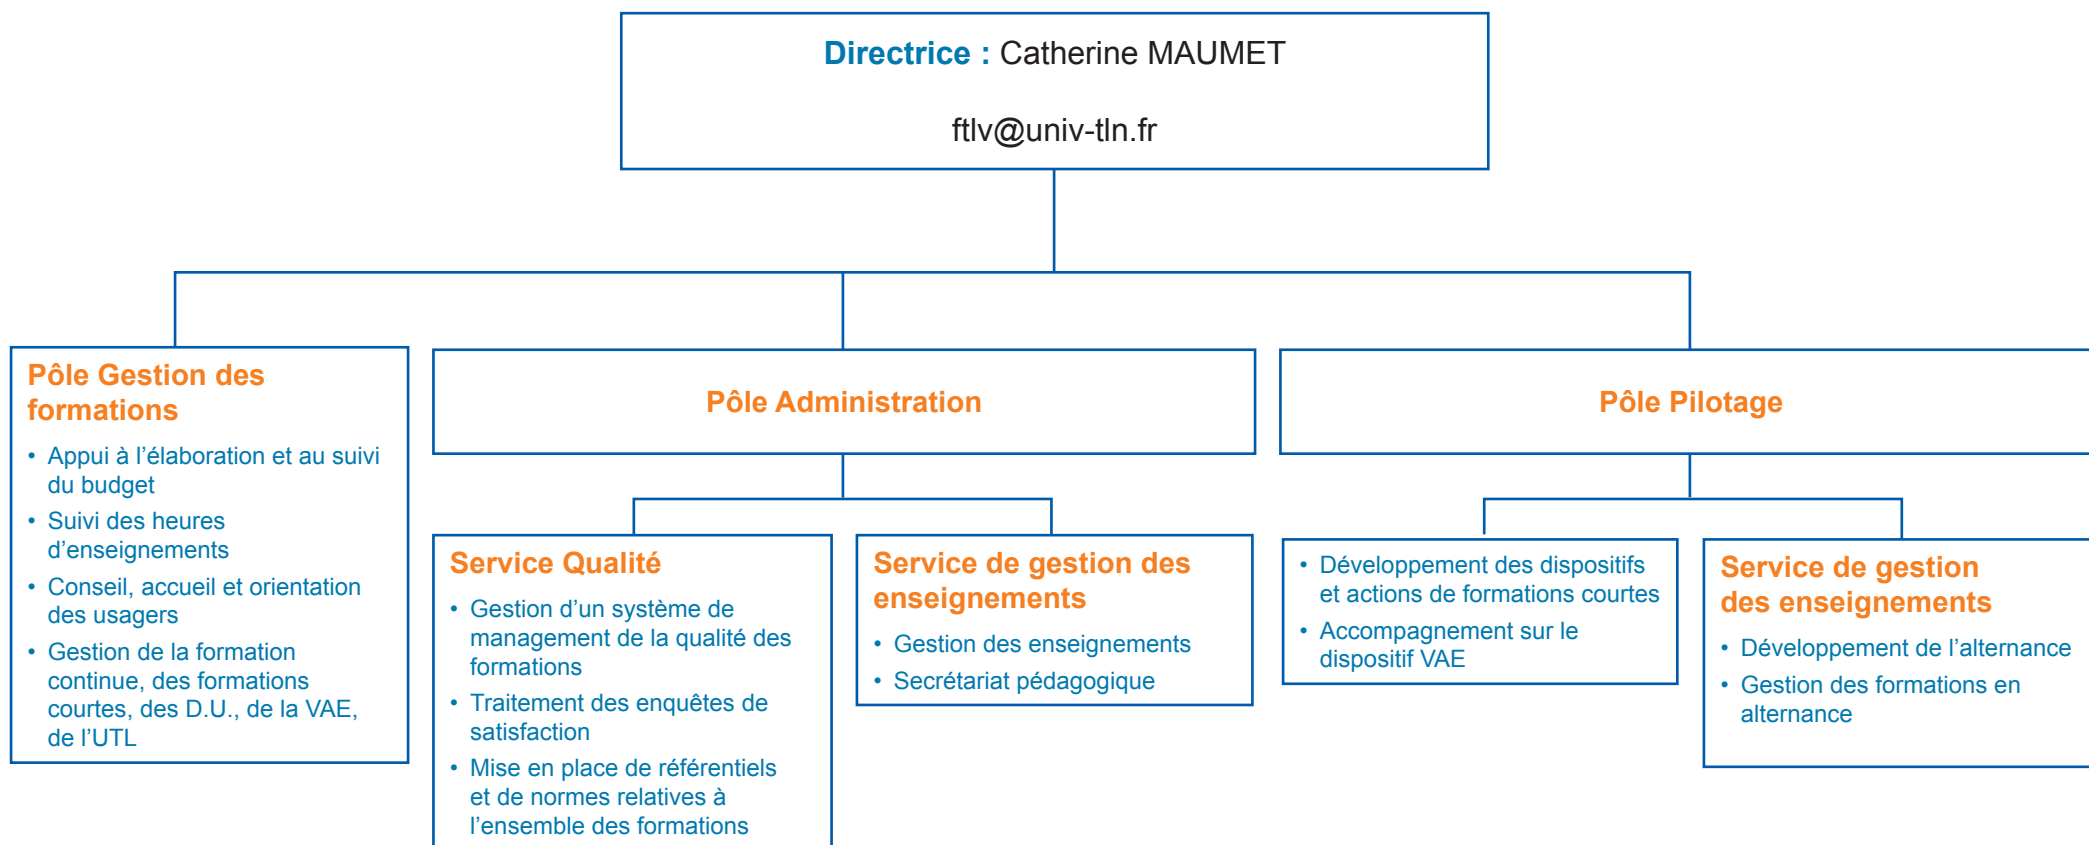 Directrice : Catherine MAUMET
ftlv@univ-tln.fr
Pôle Gestion des
formations
• Appui à l’élaboration et au suivi
du budget
• Suivi des heures
d’enseignements
• Conseil, accueil et orientation
des usagers
• Gestion de la formation
continue, des formations
courtes, des D.U., de la VAE,
de l’UTL
Pôle Administration
Service Qualité
• Gestion d’un système de
management de la qualité des
formations
• Traitement des enquêtes de
satisfaction
• Mise en place de référentiels
et de normes relatives à
l’ensemble des formations
Service de gestion des
enseignements
• Gestion des enseignements
• Secrétariat pédagogique
Pôle Pilotage
• Développement des dispositifs
et actions de formations courtes
• Accompagnement sur le
dispositif VAE
Service de gestion
des enseignements
• Développement de l’alternance
• Gestion des formations en
alternance